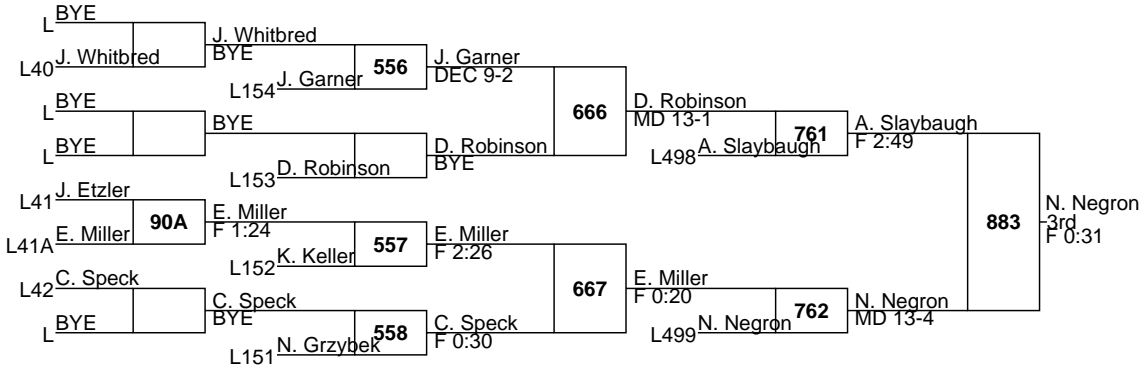 L BYE
L40 J. Whitbred
J. Whitbred
BYE
L154 J. Garner
556
J. Garner
DEC 9-2
L BYE
L BYE
BYE
L153 D. Robinson
D. Robinson
BYE
666
D. Robinson
MD 13-1
L498 A. Slaybaugh
761
A. Slaybaugh
F 2:49
L41 J. Etzler
L41A E. Miller
90A
E. Miller
F 1:24
L152 K. Keller
557
E. Miller
F 2:26
L42 C. Speck
L BYE
C. Speck
BYE
L151 N. Grzybek
558
C. Speck
F 0:30
667
E. Miller
F 0:20
L499 N. Negron
762
N. Negron
MD 13-4
883
N. Negron
3rd
F 0:31